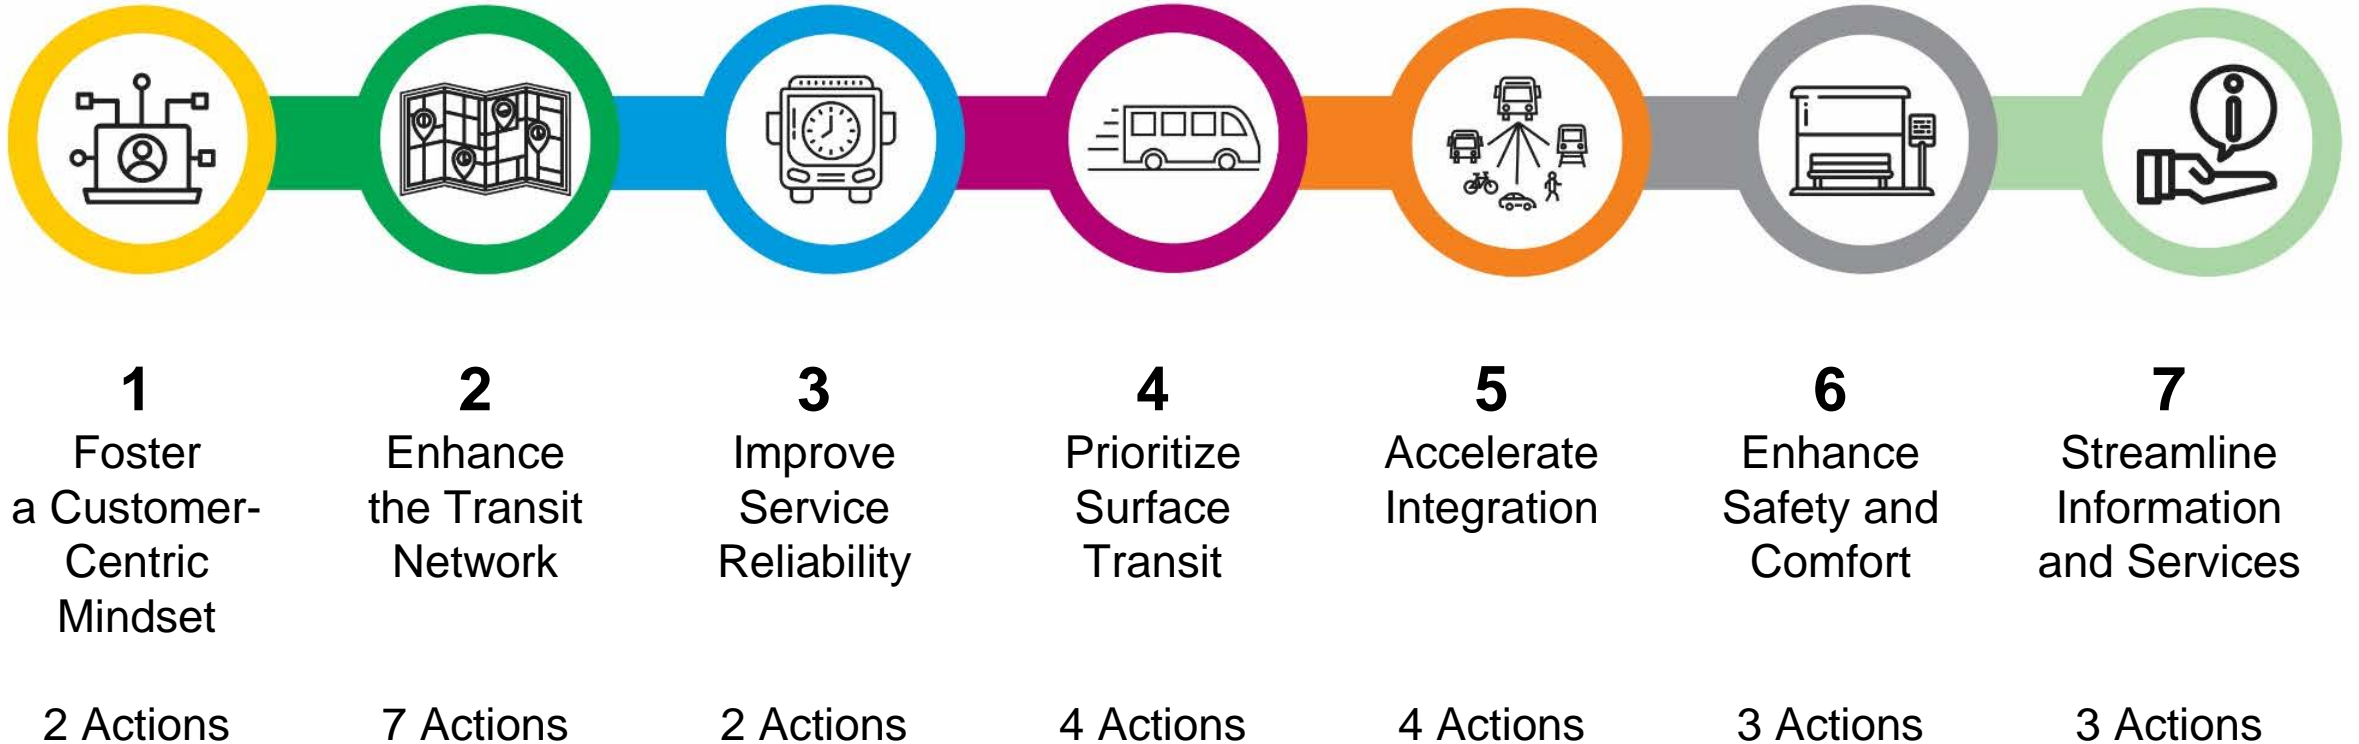 1
Foster
a Customer-
Centric
Mindset
2 Actions
2
Enhance
the Transit
Network
7 Actions
3
Improve
Service
Reliability
2 Actions
4
Prioritize
Surface
Transit
4 Actions
5
Accelerate
Integration
4 Actions
6
Enhance
Safety and
Comfort
3 Actions
7
Streamline
Information
and Services
3 Actions